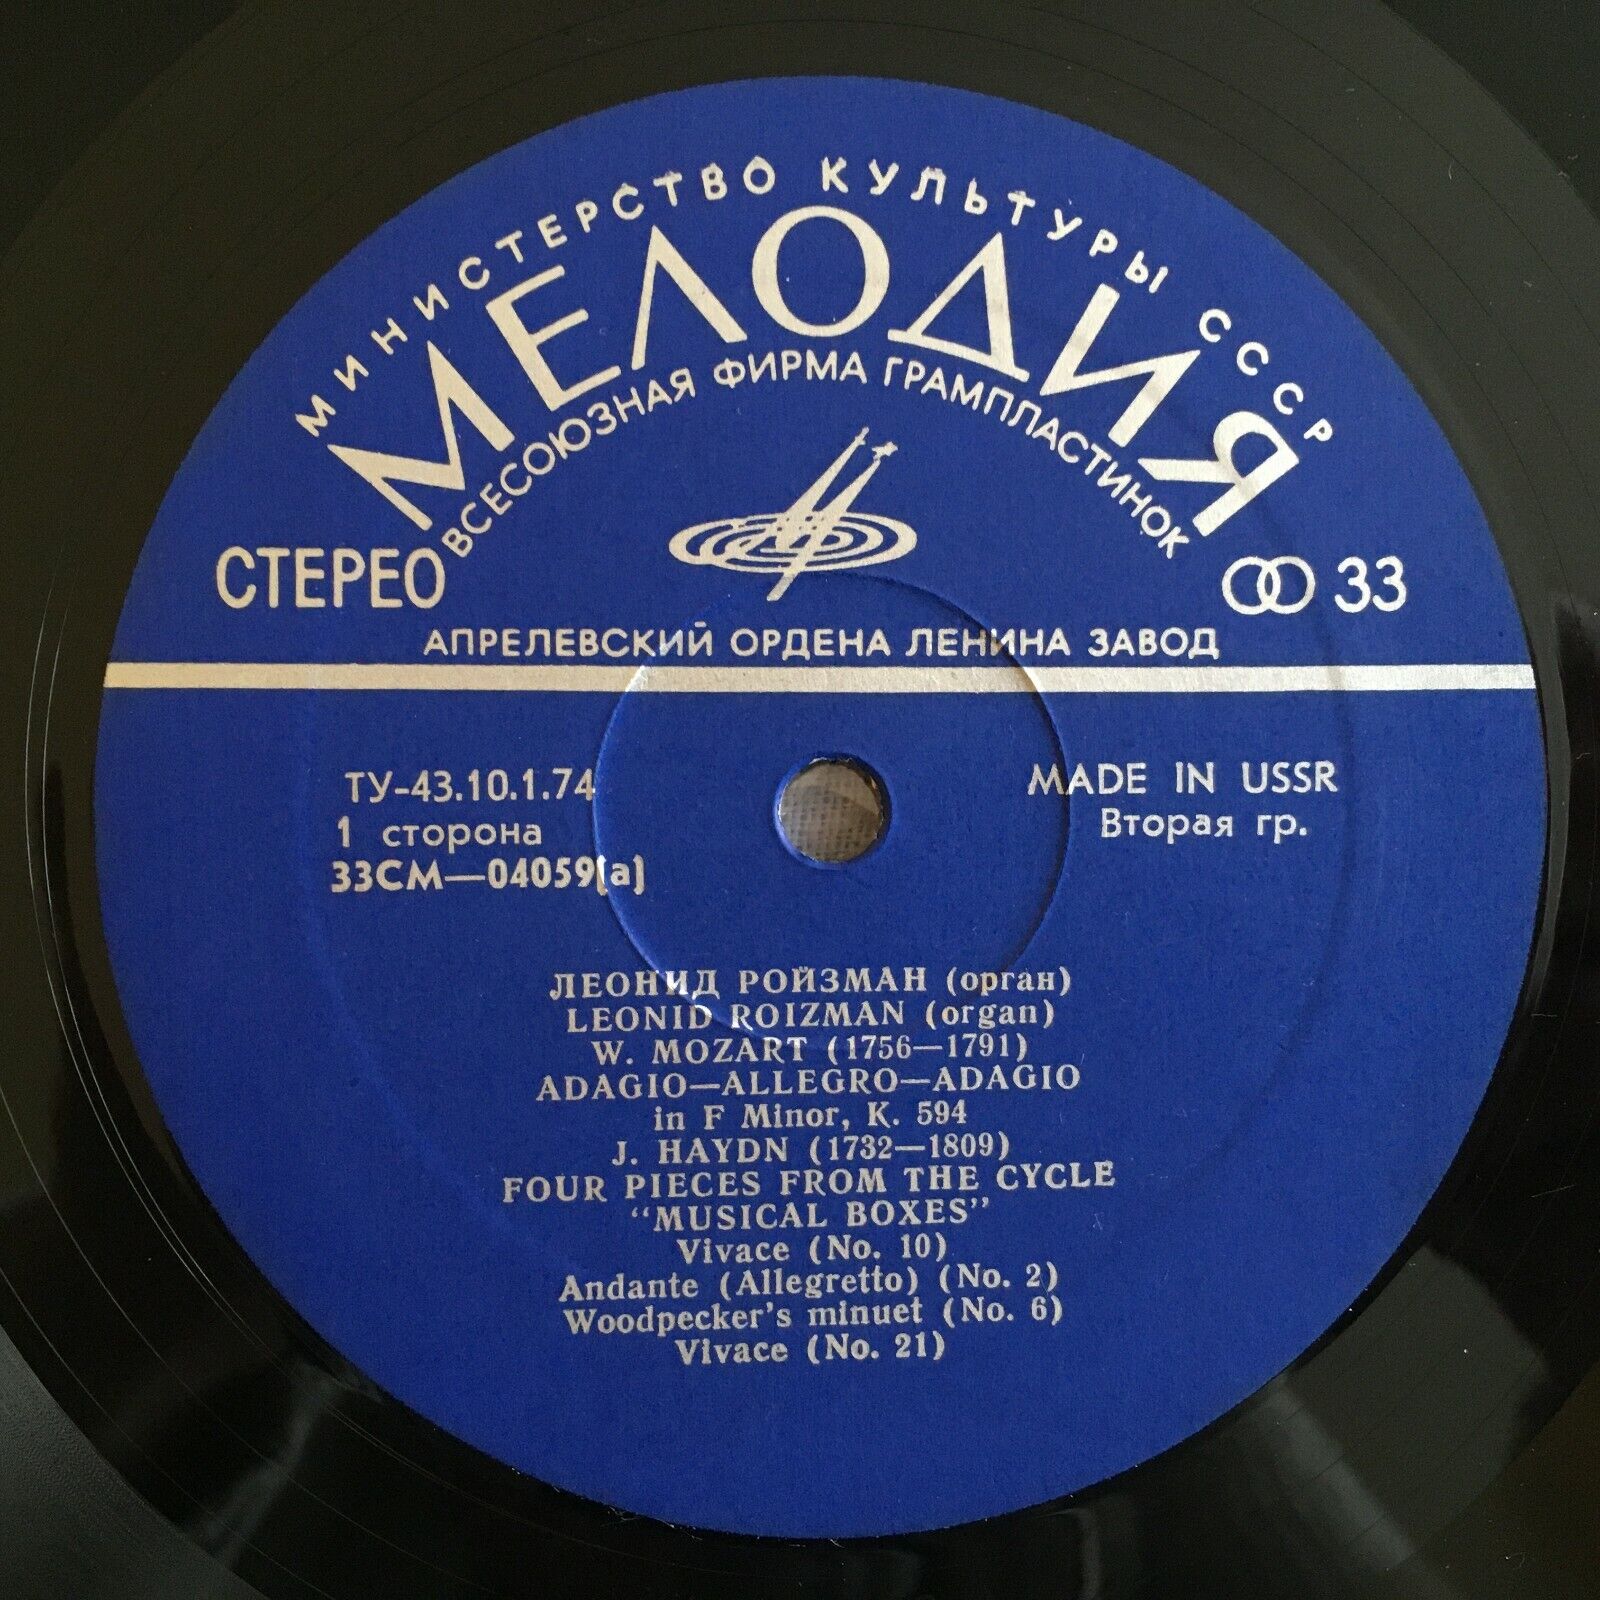 МИНИСТЕРСТВО КУЛЬТУРЫ СССР
МЕЛОДИЯ
ВСЕСОЮЗНАЯ ФИРМА ГРАМПЛАСТИНОК
СТЕРЕО
33
АПРЕЛЕВСКИЙ ОРДЕНА ЛЕНИНА ЗАВОД
ТУ-43.10.1.74
1 сторона
33СМ—04059(а)
MADE IN USSR
Вторая гр.
ЛЕОНИД РОЙЗМАН (орган)
LEONID ROIZMAN (organ)
W. MOZART (1756—1791)
ADAGIO—ALLEGRO—ADAGIO
in F Minor, K. 594
J. HAYDN (1732—1809)
FOUR PIECES FROM THE CYCLE
“MUSICAL BOXES”
Vivace (No. 10)
Andante (Allegretto) (No. 2)
Woodpecker's minuet (No. 6)
Vivace (No. 21)